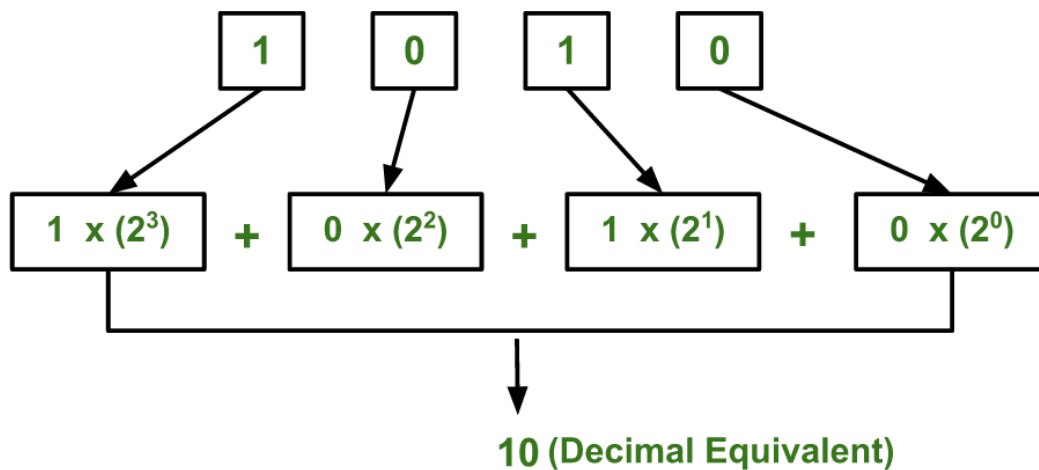 1 0 1 0
1 x (2³) + 0 x (2²) + 1 x (2¹) + 0 x (2⁰)
10 (Decimal Equivalent)